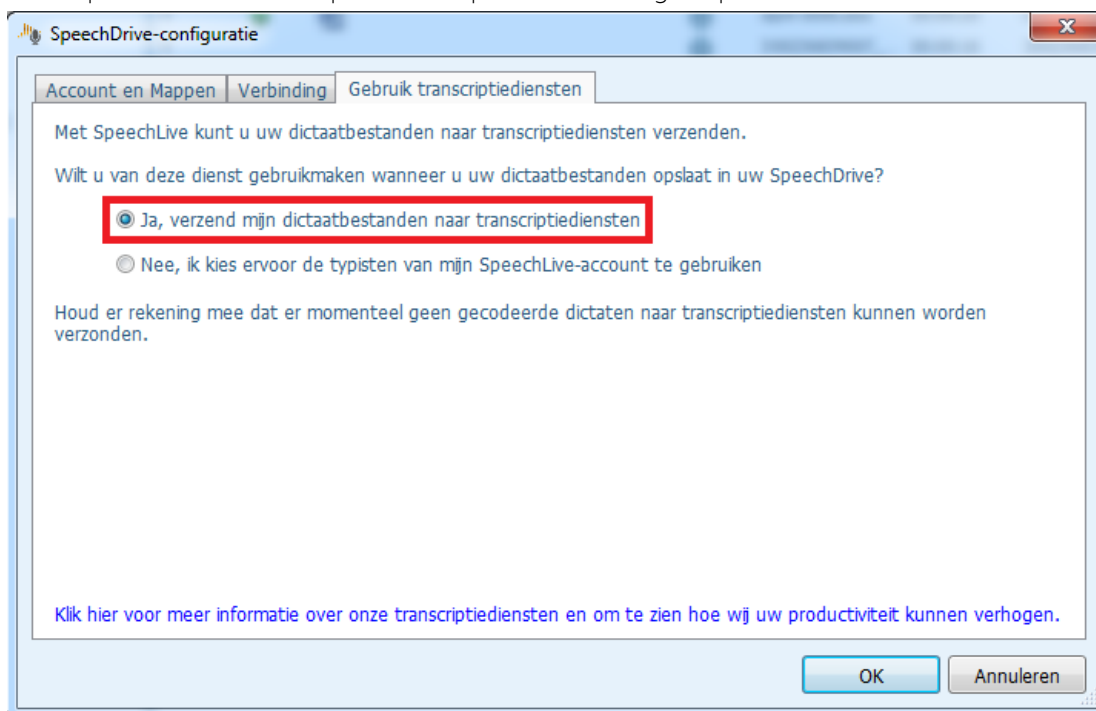 SpeechDrive-configuratie
Account en Mappen Verbinding Gebruik transcriptiediensten
Met SpeechLive kunt u uw dictaatbestanden naar transcriptiediensten verzenden.
Wilt u van deze dienst gebruikmaken wanneer u uw dictaatbestanden opslaat in uw SpeechDrive?
Ja, verzend mijn dictaatbestanden naar transcriptiediensten
Nee, ik kies ervoor de typisten van mijn SpeechLive-account te gebruiken
Houd er rekening mee dat er momenteel geen gecodeerde dictaten naar transcriptiediensten kunnen worden
verzonden.
Klik hier voor meer informatie over onze transcriptiediensten en om te zien hoe wij uw productiviteit kunnen verhogen.
OK Annuleren